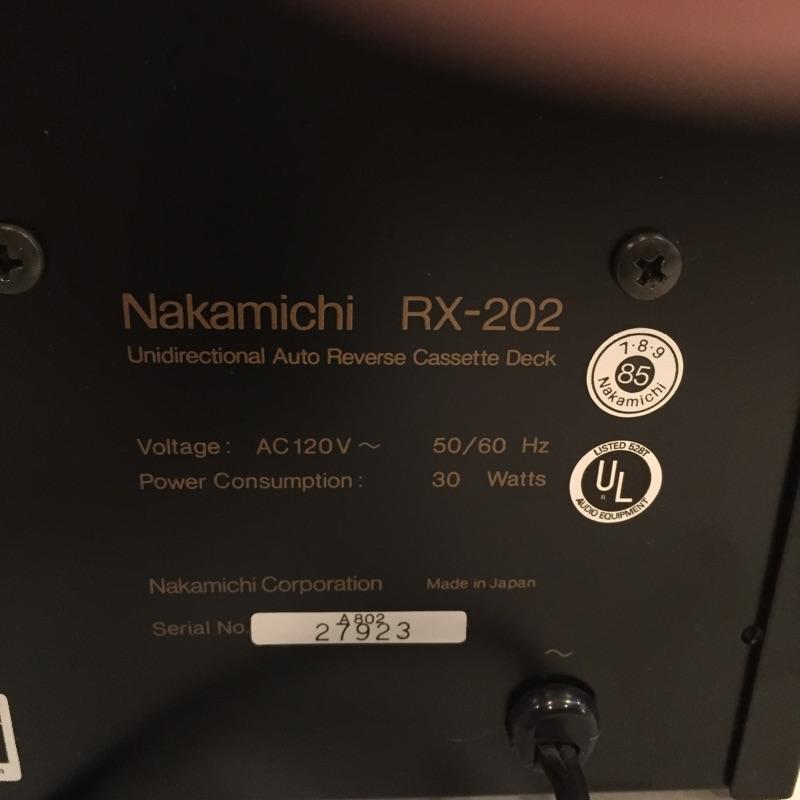 Nakamichi RX-202
Unidirectional Auto Reverse Cassette Deck
7·8·9
85
Nakamichi
Voltage: AC120V～ 50/60 Hz
Power Consumption: 30 Watts
LISTED 528T
UL
R
AUDIO EQUIPMENT
Nakamichi Corporation Made in Japan
Serial No.
A802
27923
～